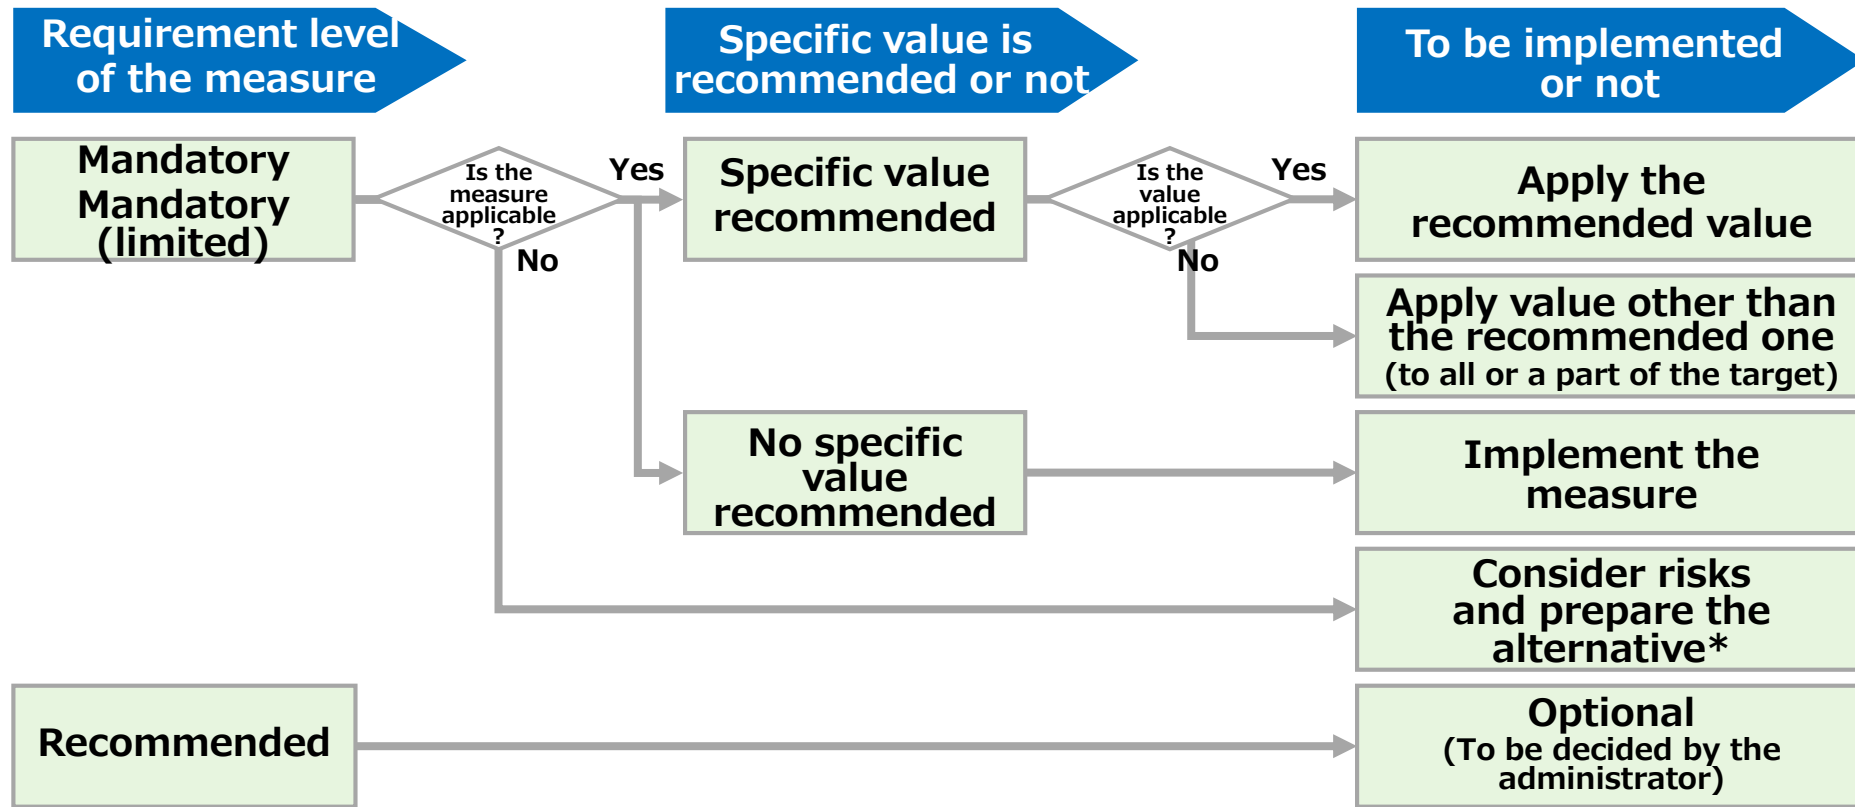 Requirement level
of the measure
Specific value is
recommended or not
To be implemented
or not
Mandatory
Mandatory
(limited)
Is the
measure
applicable
?
Yes
No
Specific value
recommended
Is the
value
applicable
?
Yes
No
Apply the
recommended value
Apply value other than
the recommended one
(to all or a part of the target)
No specific
value
recommended
Implement the
measure
Consider risks
and prepare the
alternative*
Recommended
Optional
(To be decided by the
administrator)